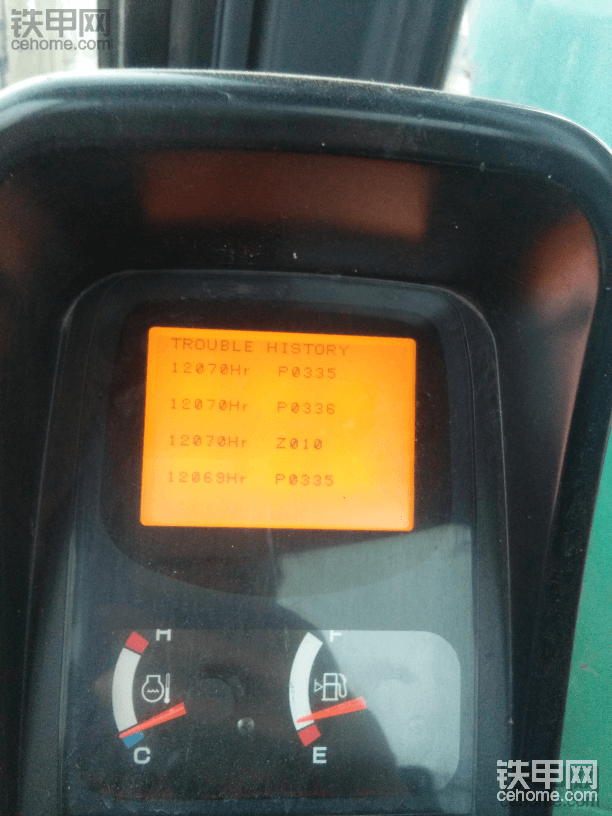 铁甲网
cehome.com
TROUBLE HISTORY
12070Hr P0335
12070Hr P0336
12070Hr Z010
12069Hr P0335
H
F
C
E
铁甲网
cehome.com